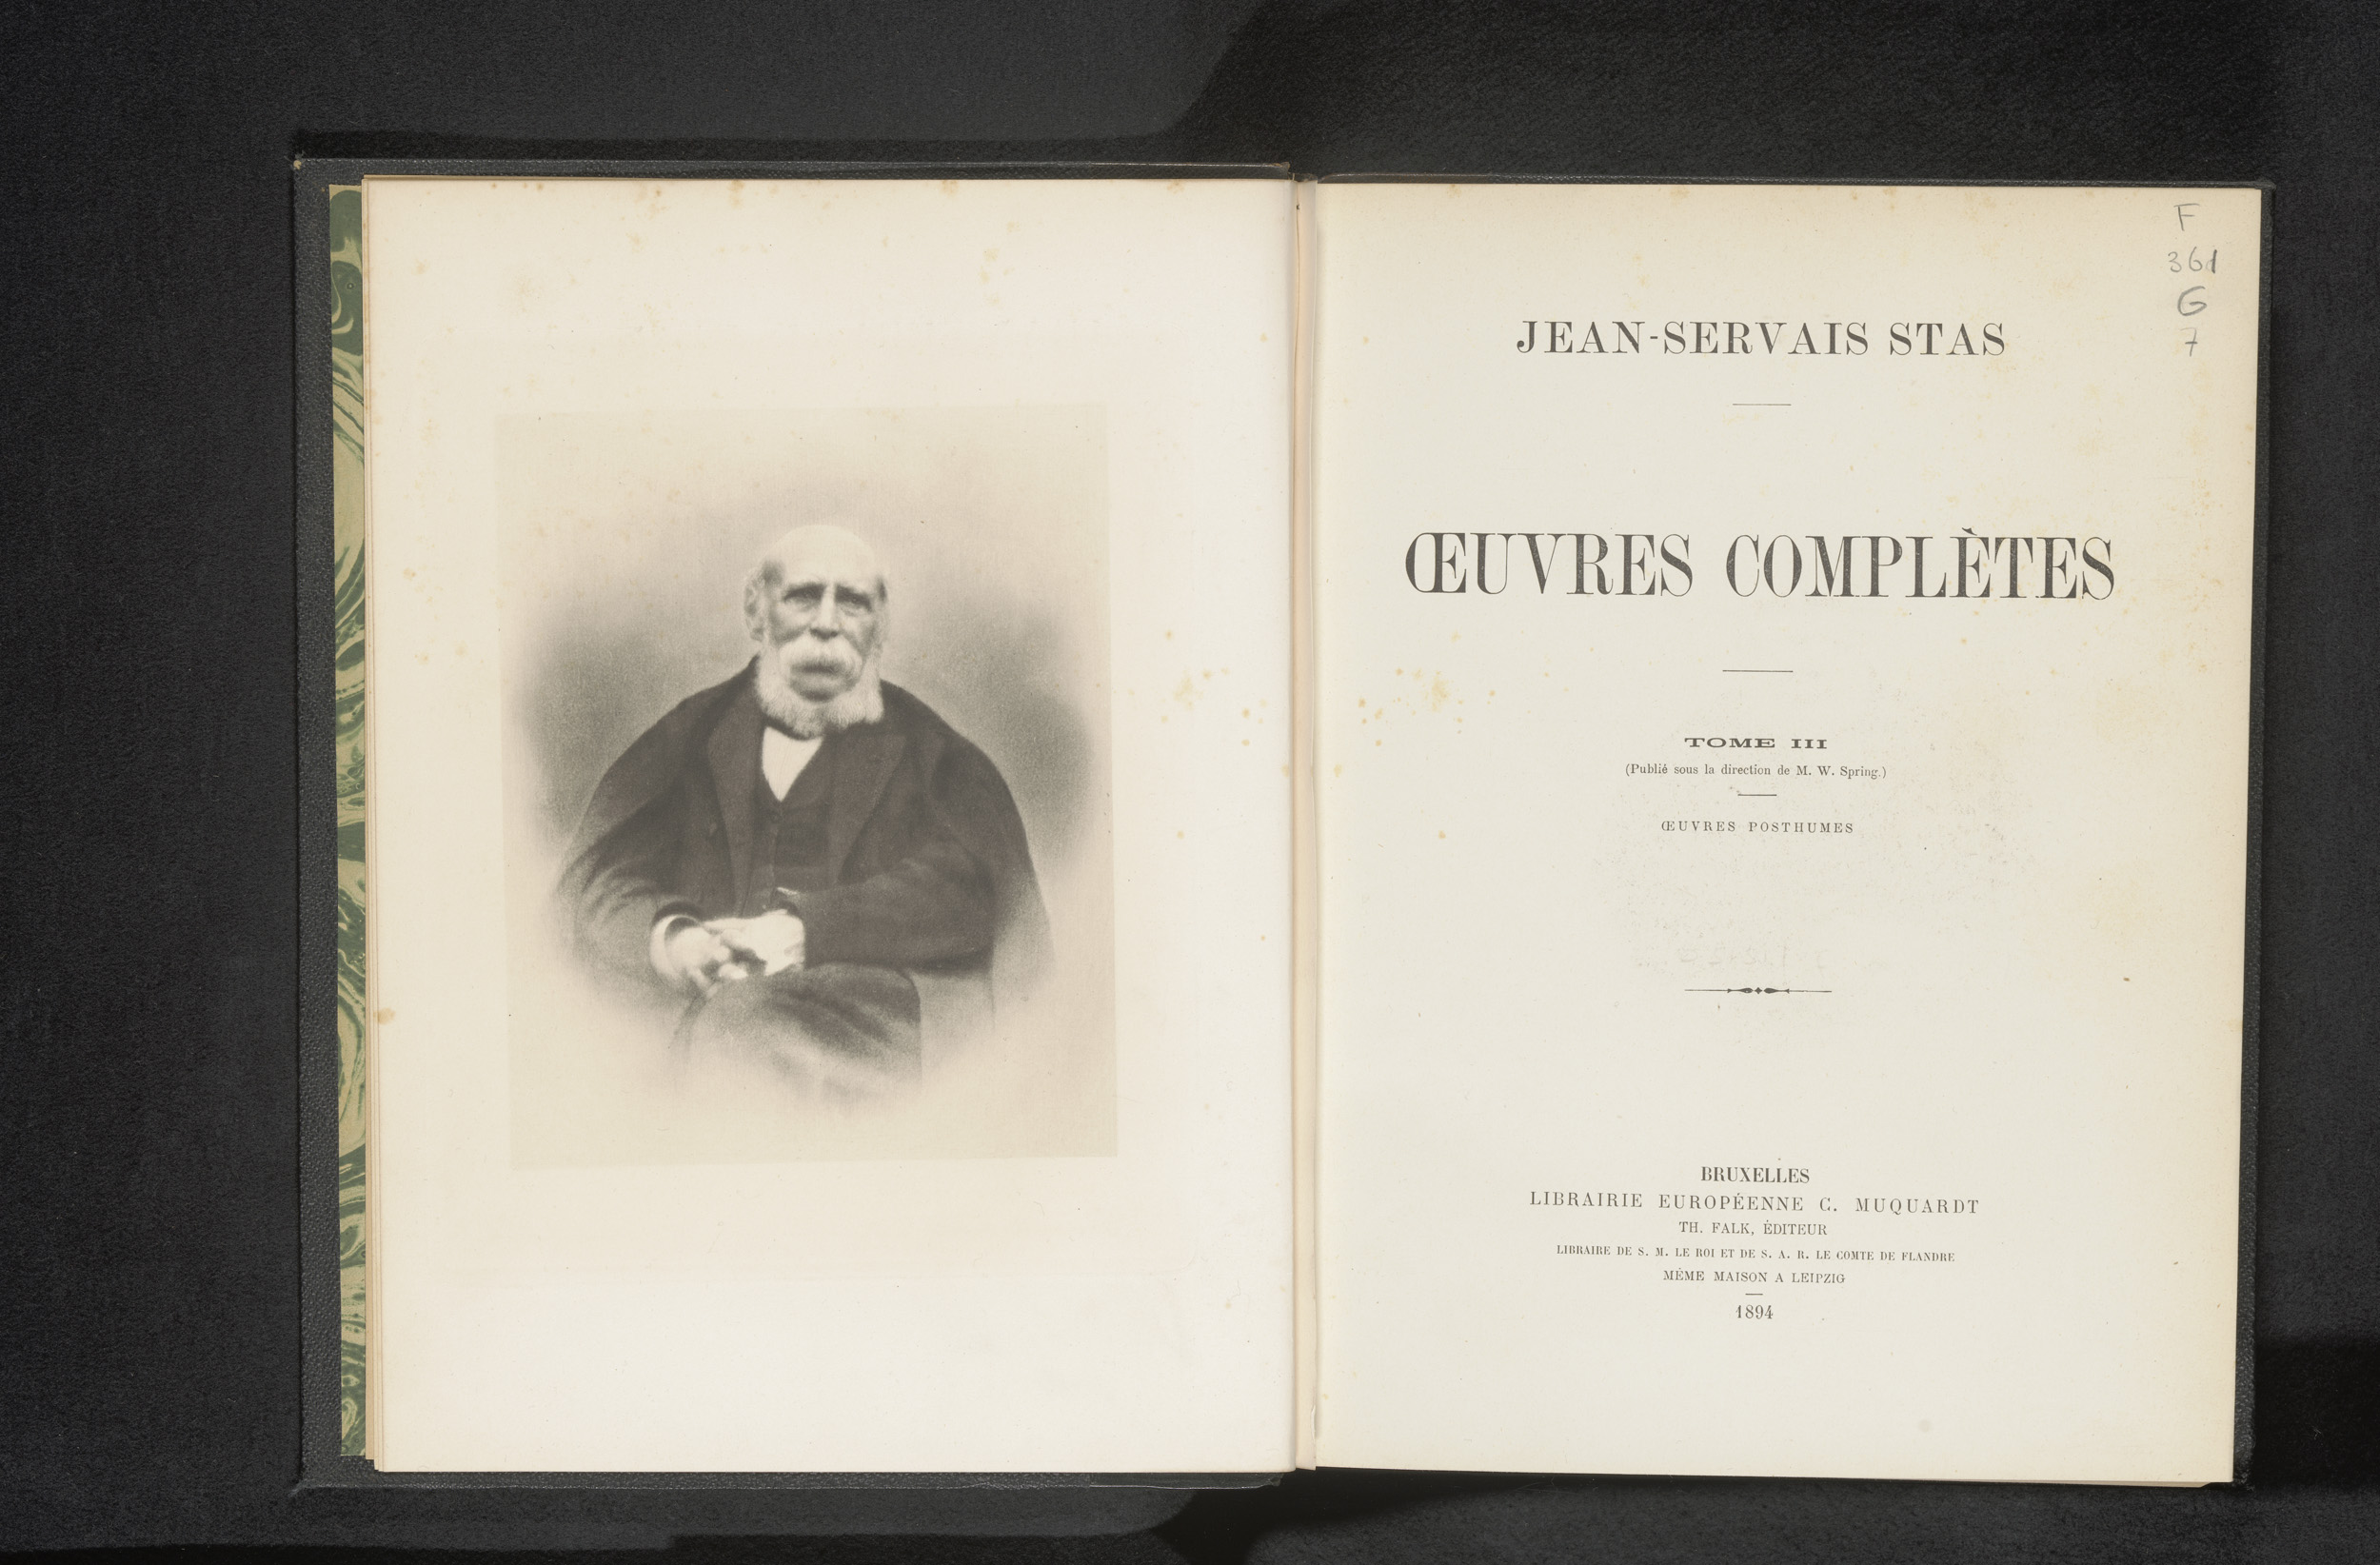 F
361
G
7
JEAN-SERVAIS STAS
ŒUVRES COMPLÈTES
TOME III
(Publié sous la direction de M. W. Spring.)
ŒUVRES POSTHUMES
BRUXELLES
LIBRAIRIE EUROPÉENNE C. MUQUARDT
TH. FALK, ÉDITEUR
LIBRAIRE DE S. M. LE ROI ET DE S. A. R. LE COMTE DE FLANDRE
MÊME MAISON A LEIPZIG
1894